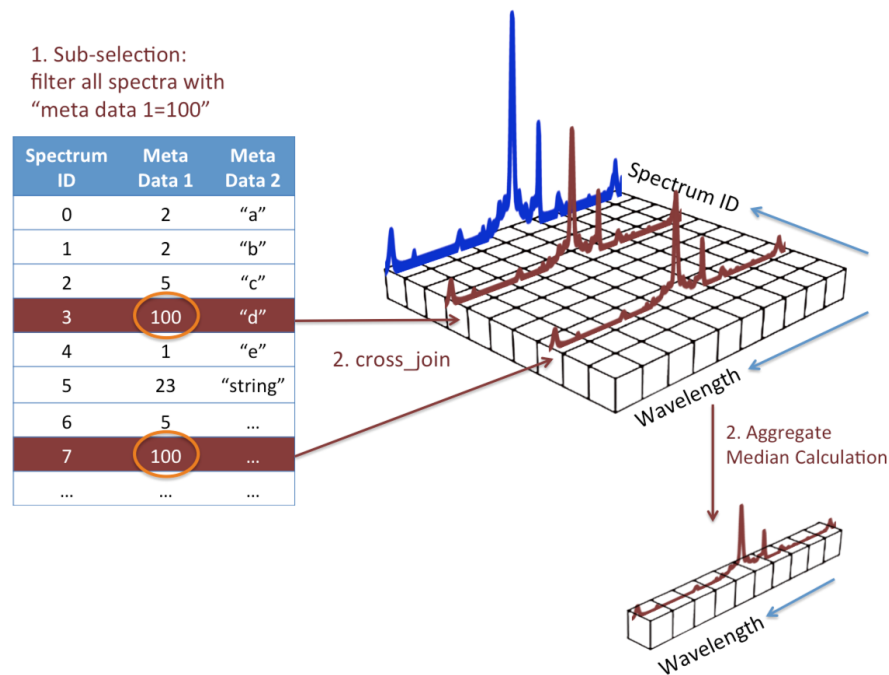 1. Sub-selection:
filter all spectra with
“meta data 1=100”
Spectrum ID Meta Data 1 Meta Data 2
0 2 “a”
1 2 “b”
2 5 “c”
3 100 “d”
4 1 “e”
5 23 “string”
6 5 ...
7 100 ...
... ... ...
Spectrum ID
2. cross_join
Wavelength
2. Aggregate
Median Calculation
Wavelength